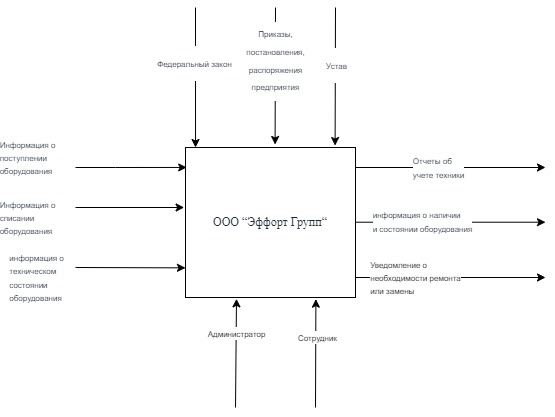 Приказы,
постановления,
распоряжения
предприятия
Федеральный закон
Устав
Информация о
поступлении
оборудования
Информация о
списании
оборудования
информация о
техническом
состоянии
оборудования
ООО “Эффорт Групп“
Отчеты об
учете техники
информация о наличии
и состоянии оборудования
Уведомление о
необходимости ремонта
или замены
Администратор
Сотрудник